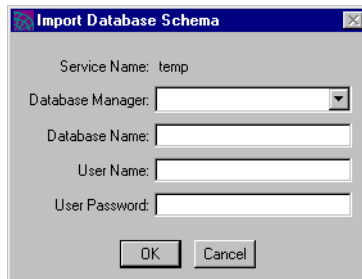 Import Database Schema
Service Name: temp
Database Manager:
Database Name:
User Name:
User Password:
OK Cancel